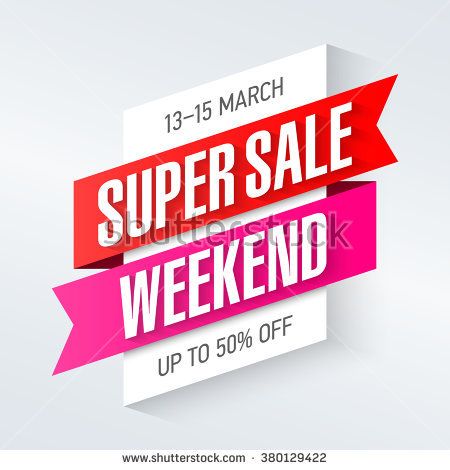 13–15 MARCH
SUPER SALE
shutterstock
WEEKEND
UP TO 50% OFF
www.shutterstock.com · 380129422